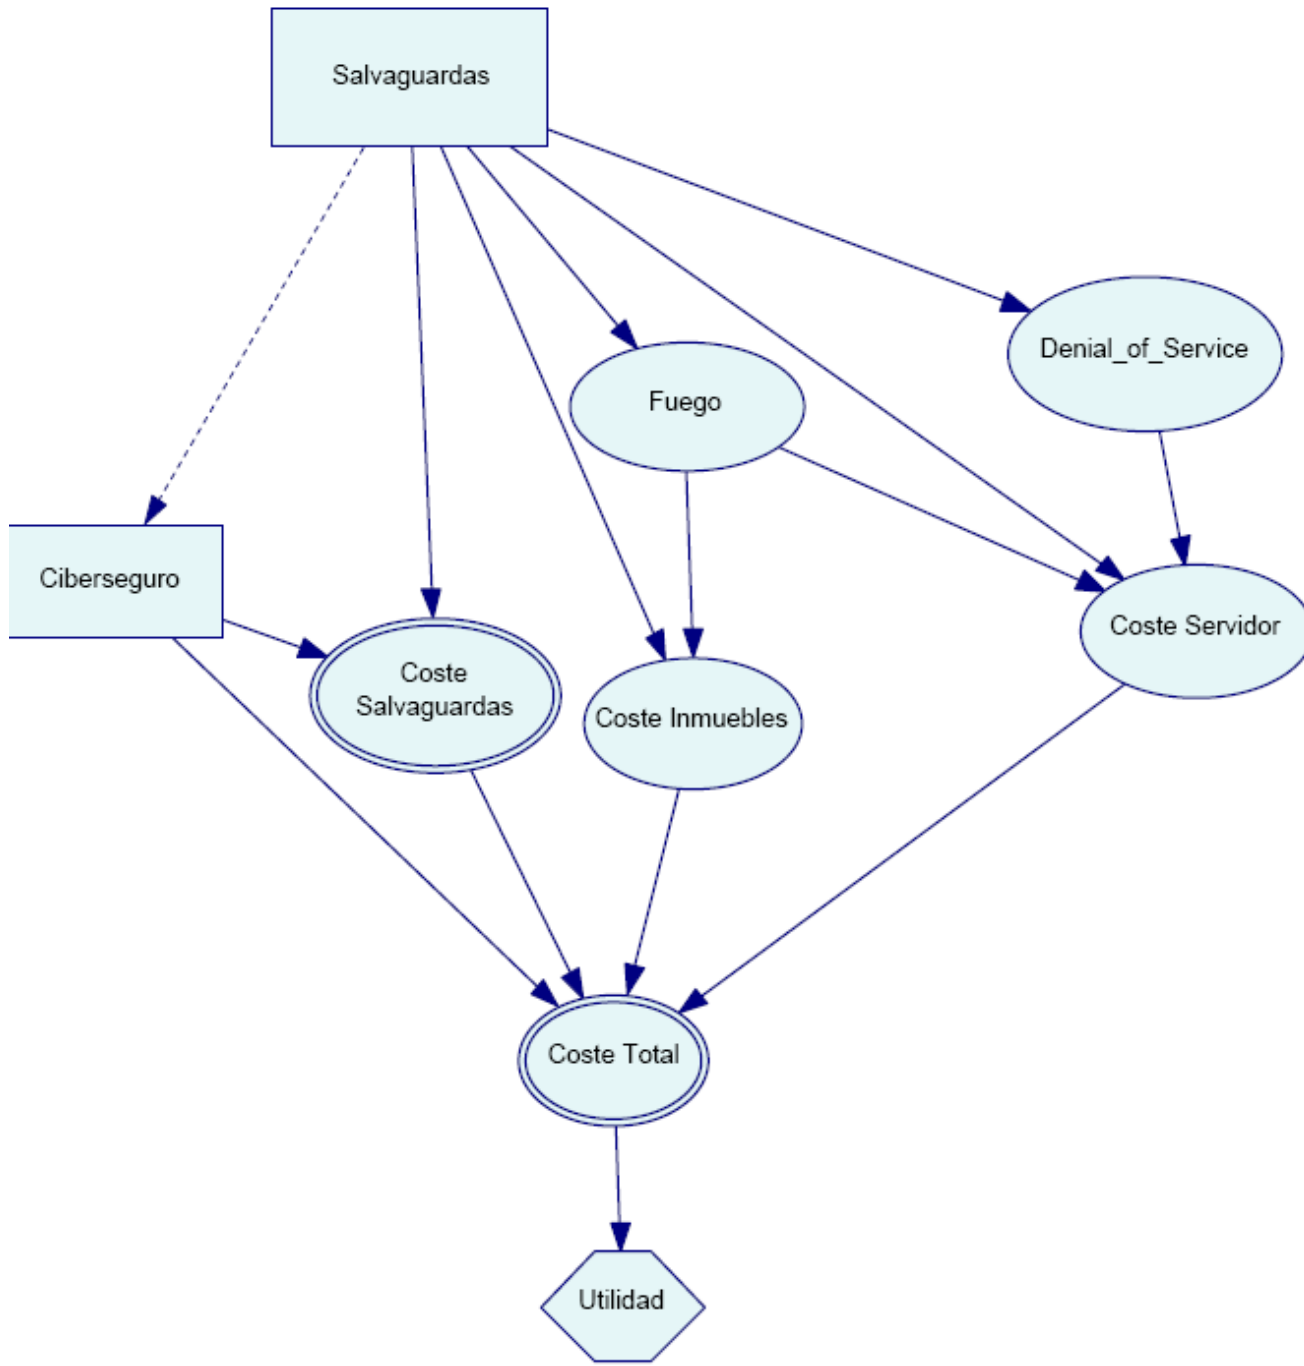 Salvaguardas
Denial_of_Service
Fuego
Ciberseguro
Coste Servidor
Coste
Salvaguardas
Coste Inmuebles
Coste Total
Utilidad